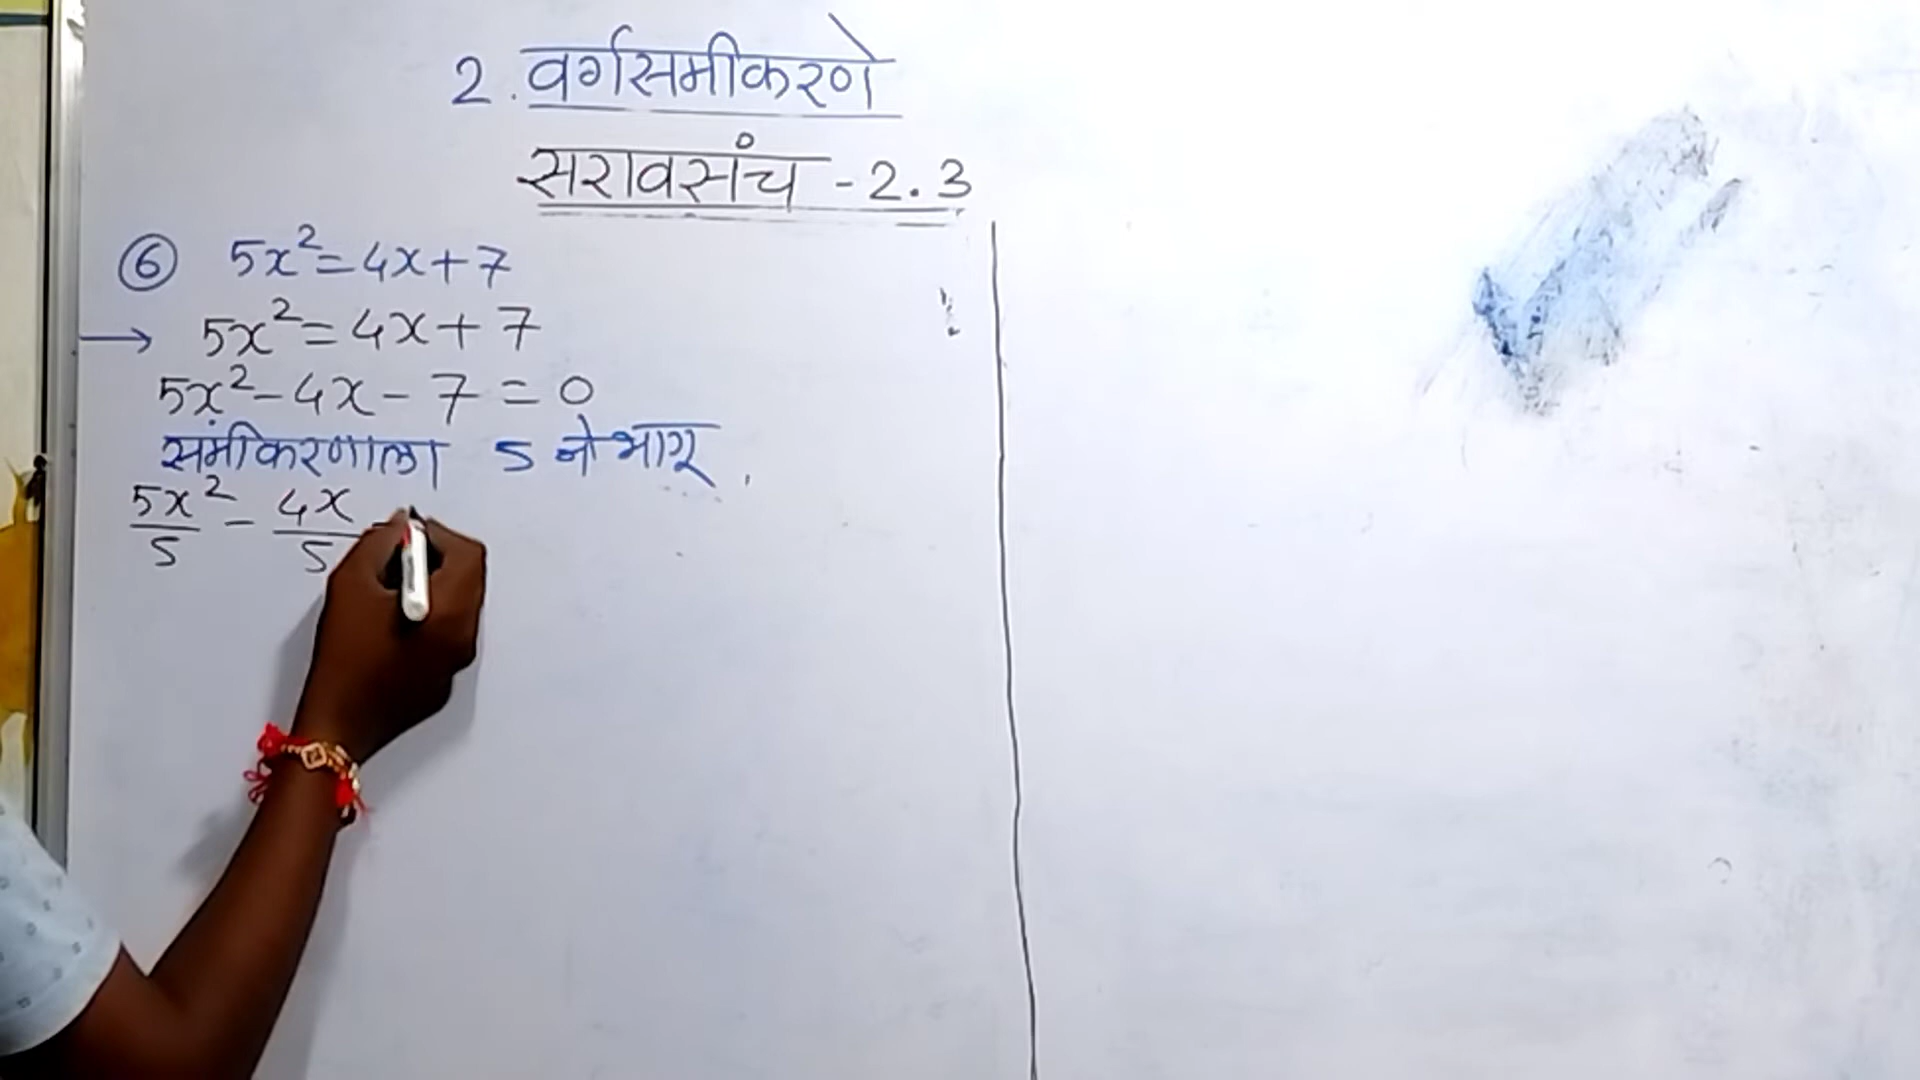 2. वर्गसमीकरणे
सरावसंच - 2.3
⑥ 5x² = 4x + 7
→ 5x² = 4x + 7
5x² - 4x - 7 = 0
समंीकरणाला 5 ने भागू.
5x²/5 - 4x/5 -